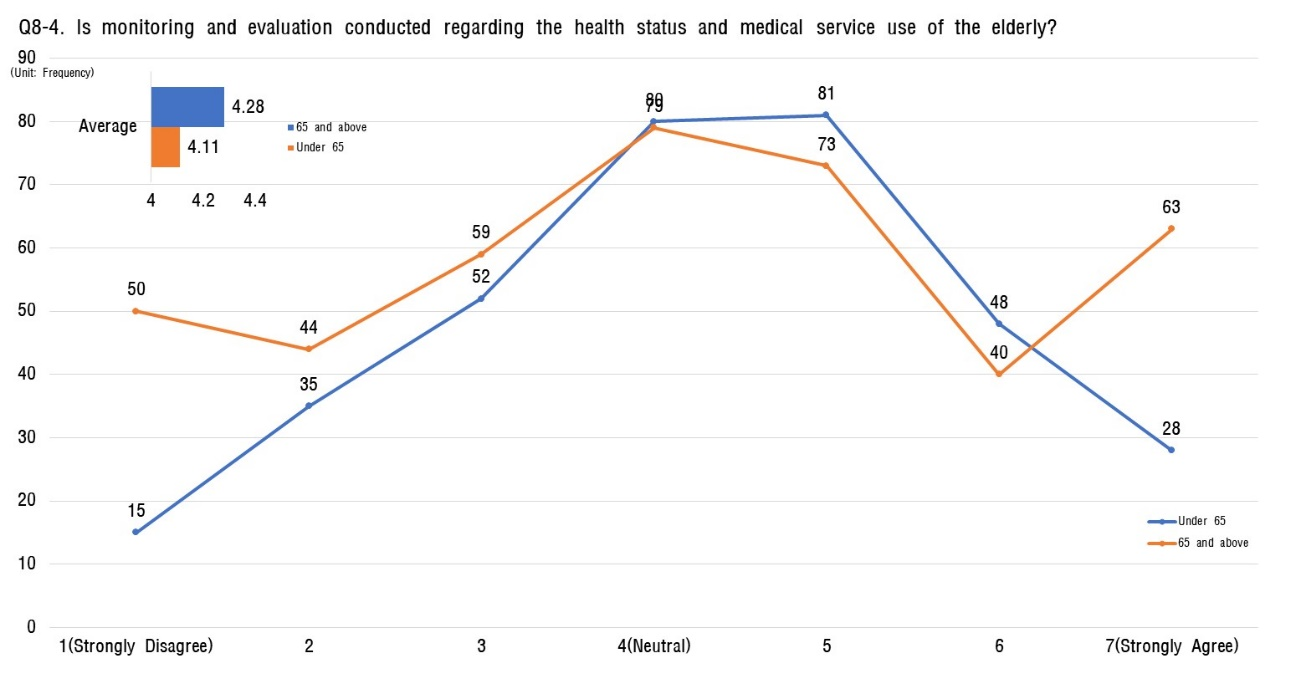 Q8-4. Is monitoring and evaluation conducted regarding the health status and medical service use of the elderly?
90
(Unit: Frequency)
4.28
Average
65 and above
4.11
Under 65
4 4.2 4.4
80
79
81
80
73
70
63
60
59
52
50
50
48
44
40
40
35
30
28
20
15
Under 65
65 and above
10
0
1(Strongly Disagree) 2 3 4(Neutral) 5 6 7(Strongly Agree)